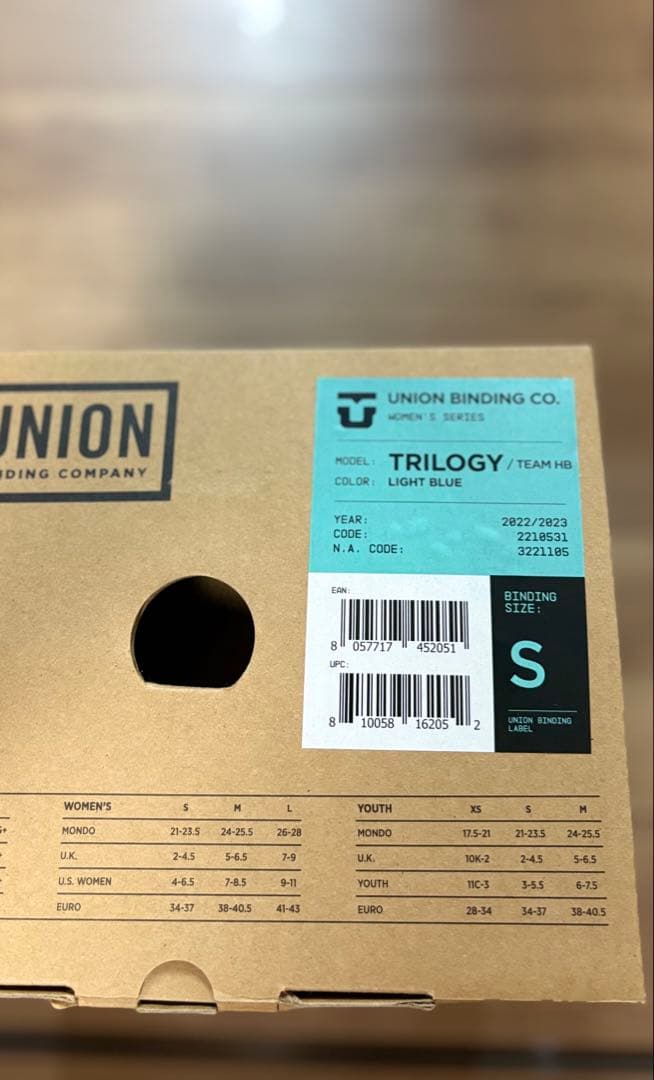 UNION
DING COMPANY
UNION BINDING CO.
WOMEN'S SERIES
MODEL: TRILOGY / TEAM HB
COLOR: LIGHT BLUE
YEAR: 2022/2023
CODE: 2210531
N.A. CODE: 3221105
EAN:
8 057717 452051
UPC:
8 10058 16205 2
BINDING
SIZE:
S
UNION BINDING
LABEL
WOMEN'S S M L
MONDO 21-23.5 24-25.5 26-28
U.K. 2-4.5 5-6.5 7-9
U.S. WOMEN 4-6.5 7-8.5 9-11
EURO 34-37 38-40.5 41-43
YOUTH XS S M
MONDO 17.5-21 21-23.5 24-25.5
U.K. 10K-2 2-4.5 5-6.5
YOUTH 11C-3 3-5.5 6-7.5
EURO 28-34 34-37 38-40.5